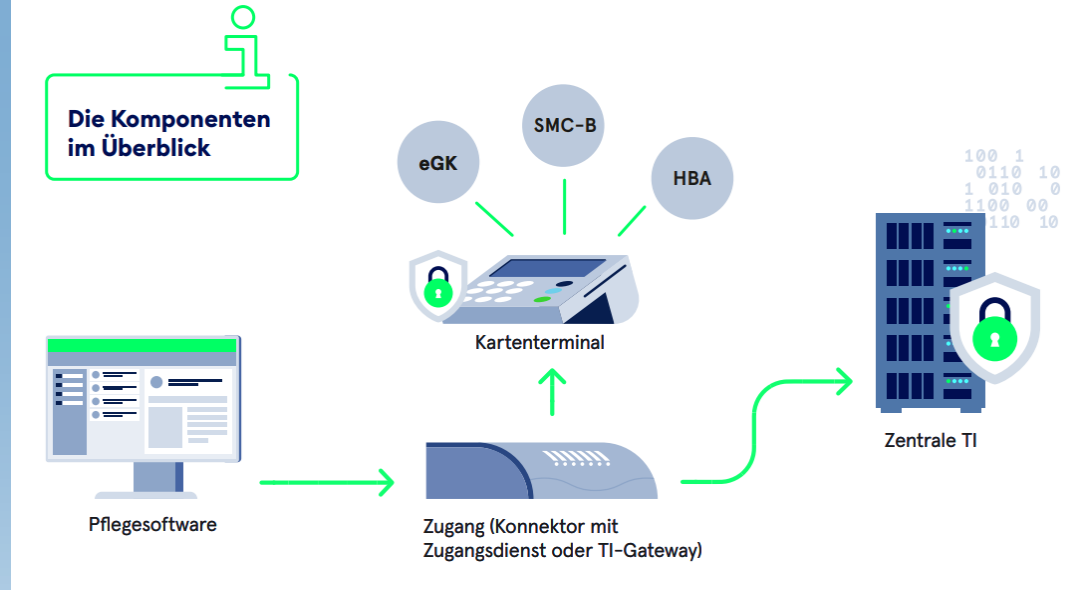 Die Komponenten
im Überblick
eGK
SMC-B
HBA
100 1
0110 10
1 010 0
1100 00
110 10
Kartenterminal
Zentrale TI
Pflegesoftware
Zugang (Konnektor mit
Zugangsdienst oder TI-Gateway)